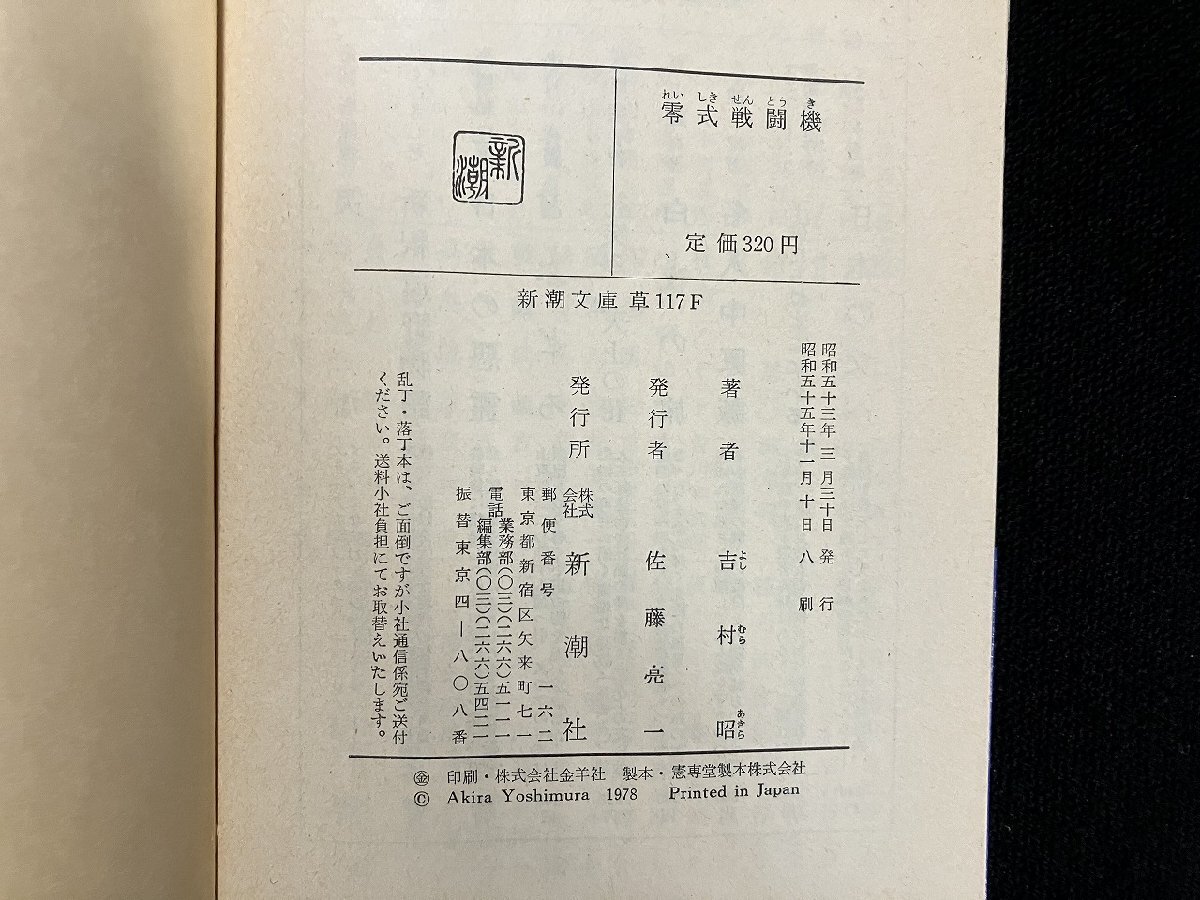 零式戦闘機
れいしきせんとうき
定価320円
新潮
新潮文庫 草117F
昭和五十三年三月三十日発行
昭和五十五年十一月十日八刷
著者 吉村昭
よしむらあきら
発行者 佐藤亮一
発行所 株式会社 新潮社
郵便番号 一六二
東京都新宿区矢来町七一
電話 業務部(〇三)(二六六)五一一一
編集部(〇三)(二六六)五四二一
振替東京四—八〇八番
乱丁・落丁本は、ご面倒ですが小社通信係宛ご送付
ください。送料小社負担にてお取替えいたします。
㊎ 印刷・株式会社金羊社 製本・憲専堂製本株式会社
© Akira Yoshimura 1978 Printed in Japan